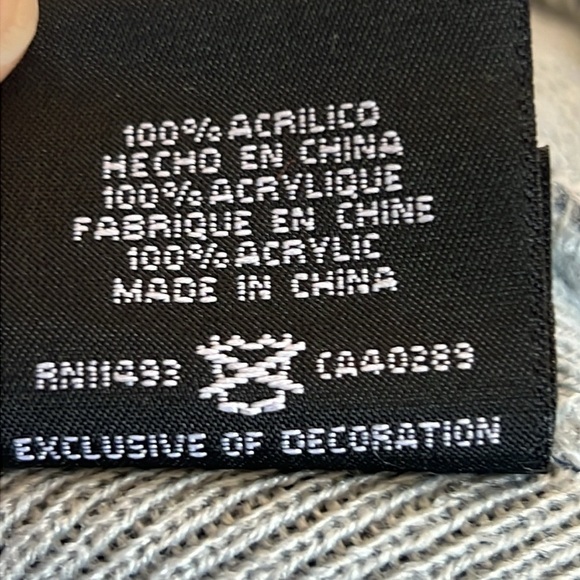 100% ACRILICO
HECHO EN CHINA
100% ACRYLIQUE
FABRIQUE EN CHINE
100% ACRYLIC
MADE IN CHINA
RN11493 CA40289
EXCLUSIVE OF DECORATION